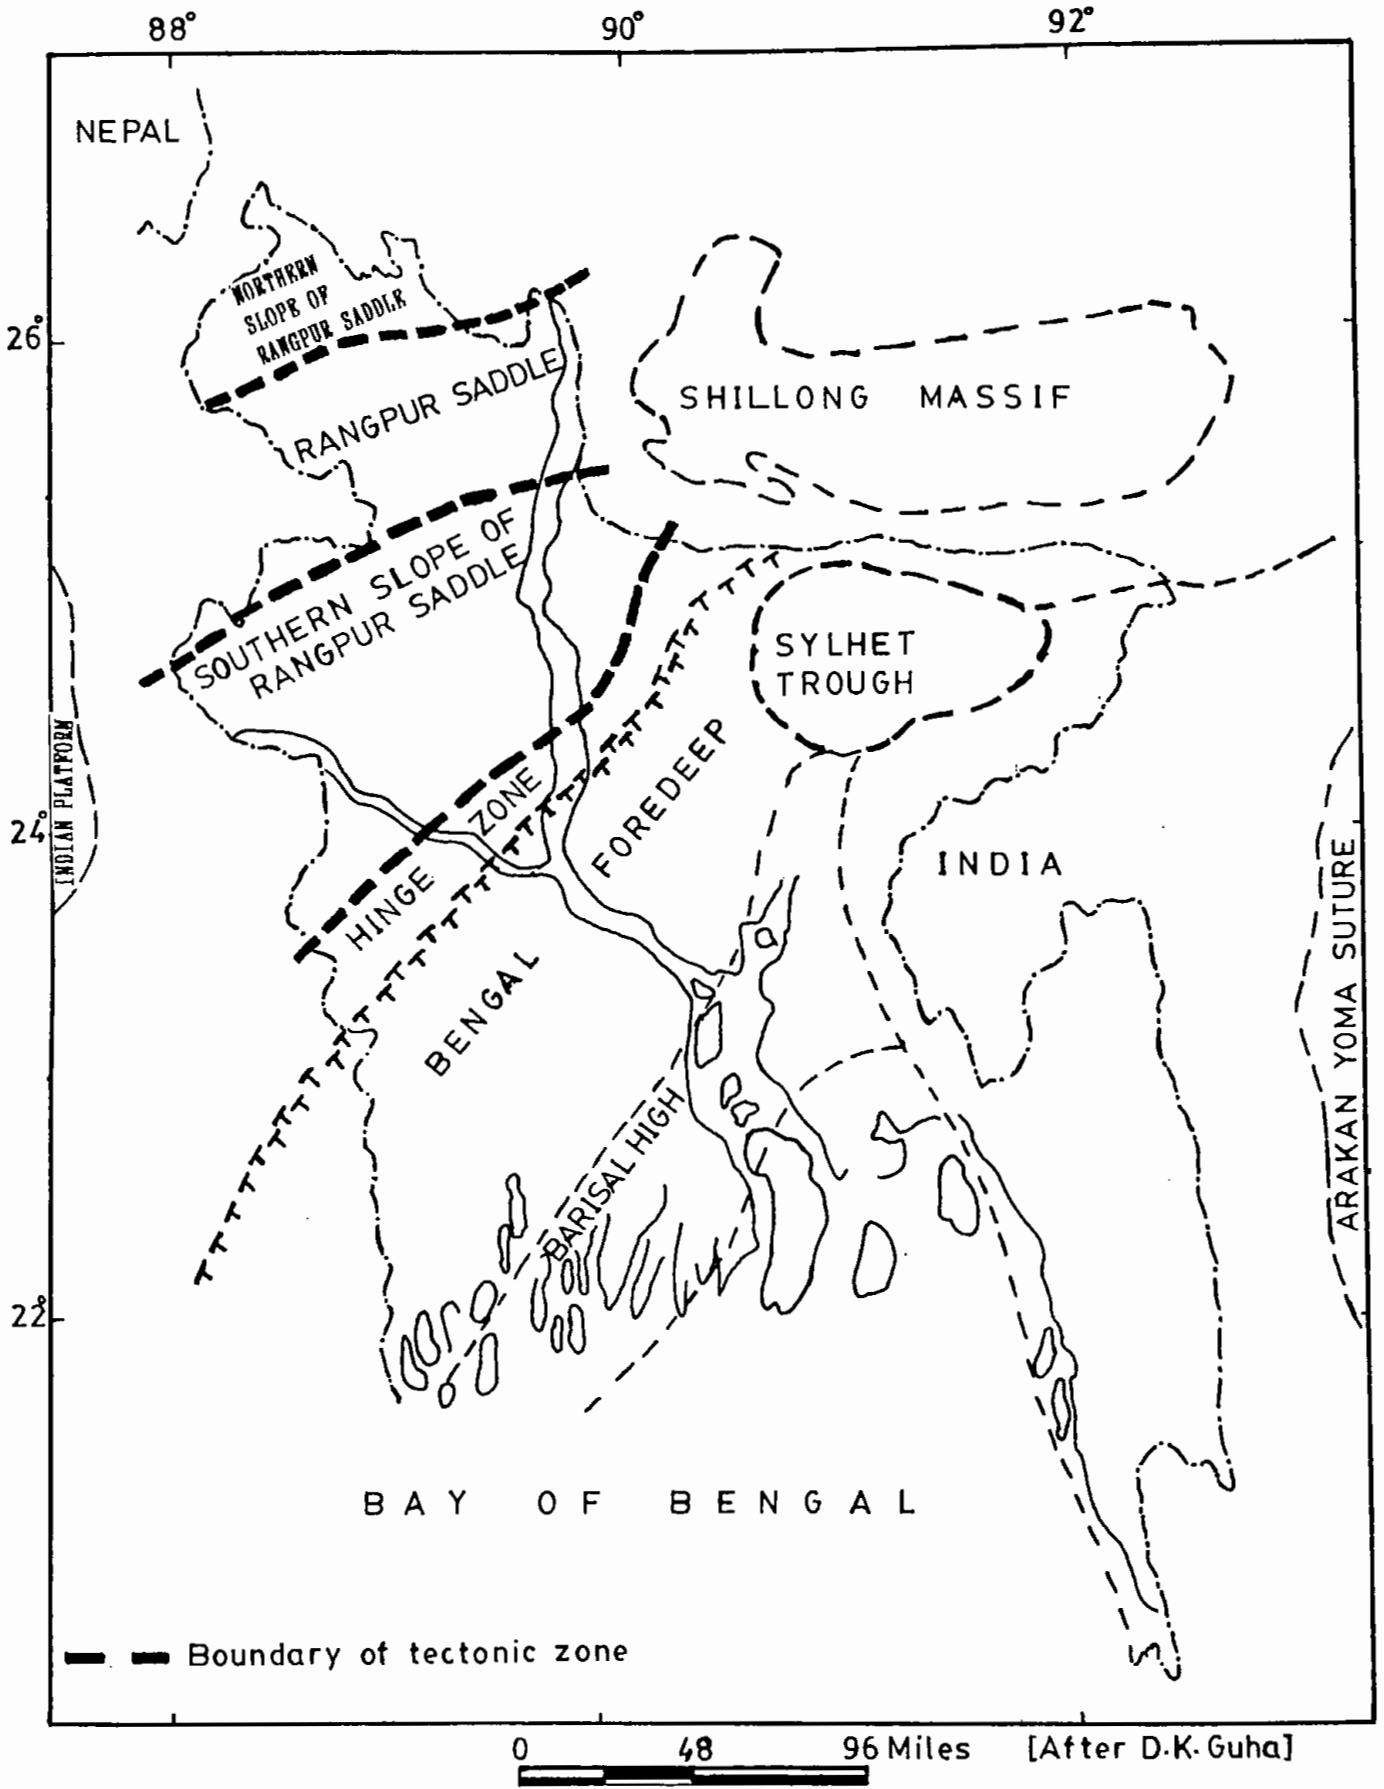 88° 90° 92°
NEPAL
NORTHERN
SLOPE OF
RANGPUR SADDLE
26°
RANGPUR SADDLE
SHILLONG MASSIF
SOUTHERN SLOPE OF
RANGPUR SADDLE
SYLHET
TROUGH
INDIAN PLATFORM
24°
HINGE ZONE
BENGAL FOREDEEP
INDIA
ARAKAN YOMA SUTURE
BARISAL HIGH
22°
BAY OF BENGAL
Boundary of tectonic zone
0 48 96 Miles [After D.K.Guha]